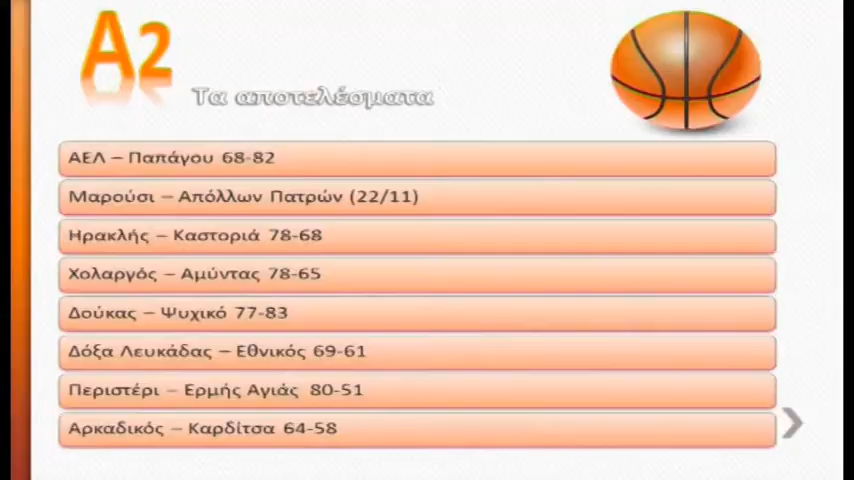 Α2
Τα αποτελέσματα
ΑΕΛ – Παπάγου 68-82
Μαρούσι – Απόλλων Πατρών (22/11)
Ηρακλής – Καστοριά 78-68
Χολαργός – Αμύντας 78-65
Δούκας – Ψυχικό 77-83
Δόξα Λευκάδας – Εθνικός 69-61
Περιστέρι – Ερμής Αγιάς 80-51
Αρκαδικός – Καρδίτσα 64-58